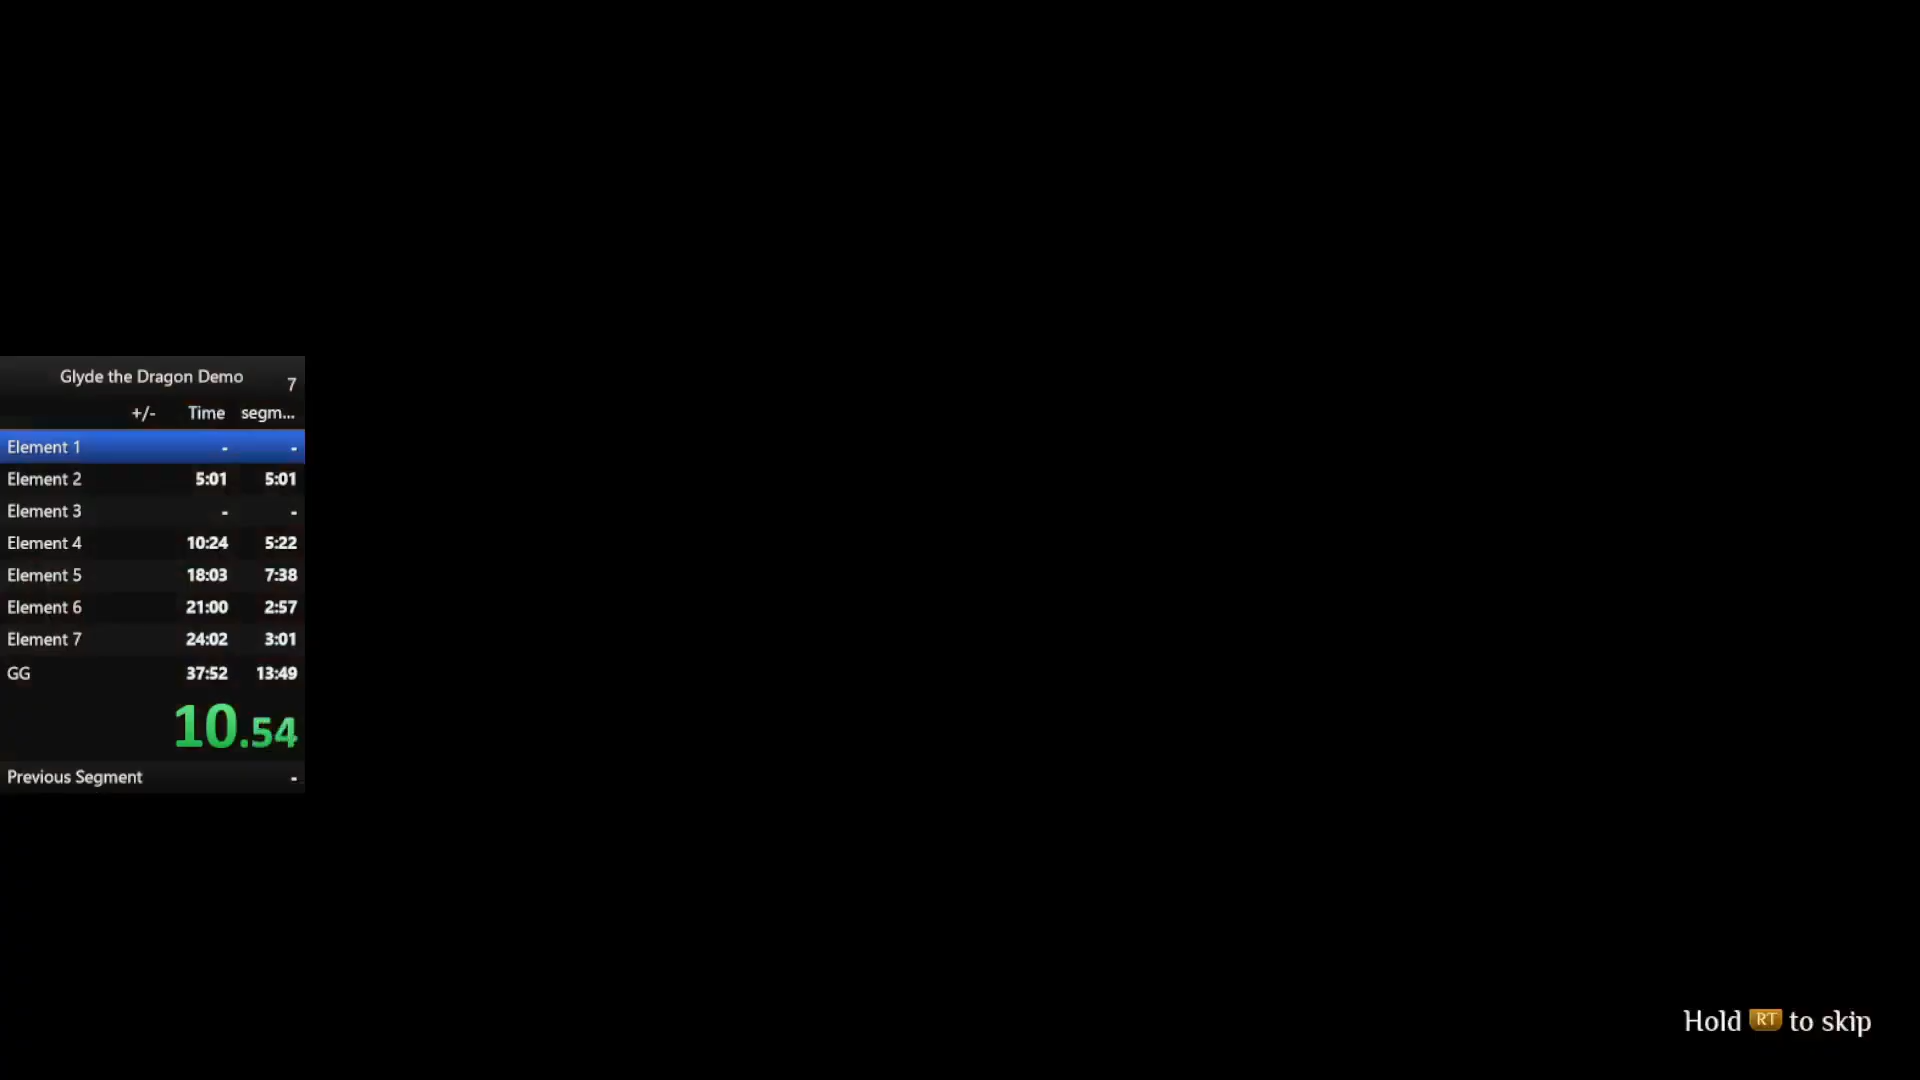 Glyde the Dragon Demo 7
+/- Time segm...
Element 1 - -
Element 2 5:01 5:01
Element 3 - -
Element 4 10:24 5:22
Element 5 18:03 7:38
Element 6 21:00 2:57
Element 7 24:02 3:01
GG 37:52 13:49
10.54
Previous Segment -
Hold RT to skip